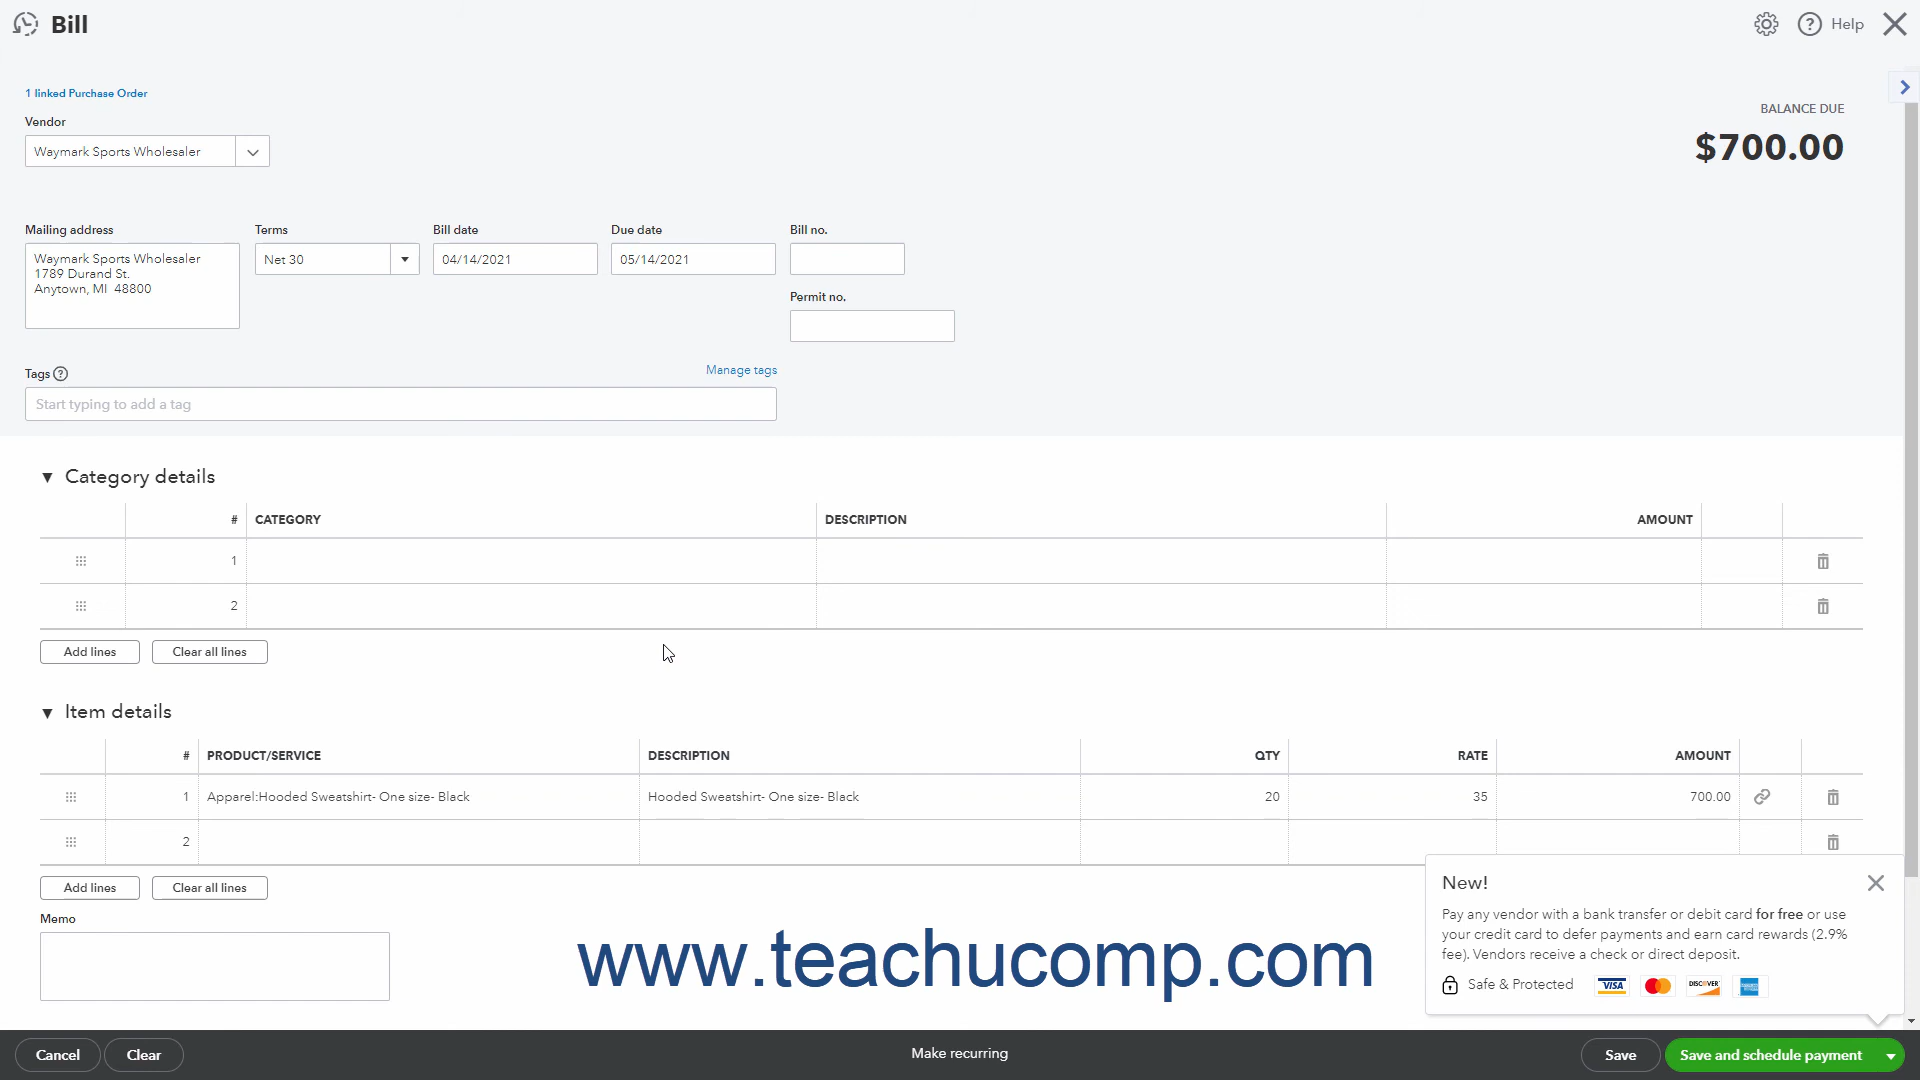 Bill
Help
1 linked Purchase Order
BALANCE DUE
$700.00
Vendor
Waymark Sports Wholesaler
Mailing address
Terms
Bill date
Due date
Bill no.
Waymark Sports Wholesaler
1789 Durand St.
Anytown, MI 48800
Net 30
04/14/2021
05/14/2021
Permit no.
Tags ?
Manage tags
Start typing to add a tag
Category details
# CATEGORY DESCRIPTION AMOUNT
1
2
Add lines Clear all lines
Item details
# PRODUCT/SERVICE DESCRIPTION QTY RATE AMOUNT
1 Apparel:Hooded Sweatshirt- One size- Black Hooded Sweatshirt- One size- Black 20 35 700.00
2
Add lines Clear all lines
Memo
New!
Pay any vendor with a bank transfer or debit card for free or use
your credit card to defer payments and earn card rewards (2.9%
fee). Vendors receive a check or direct deposit.
Safe & Protected VISA DISCOVER
www.teachucomp.com
Cancel Clear Make recurring Save Save and schedule payment